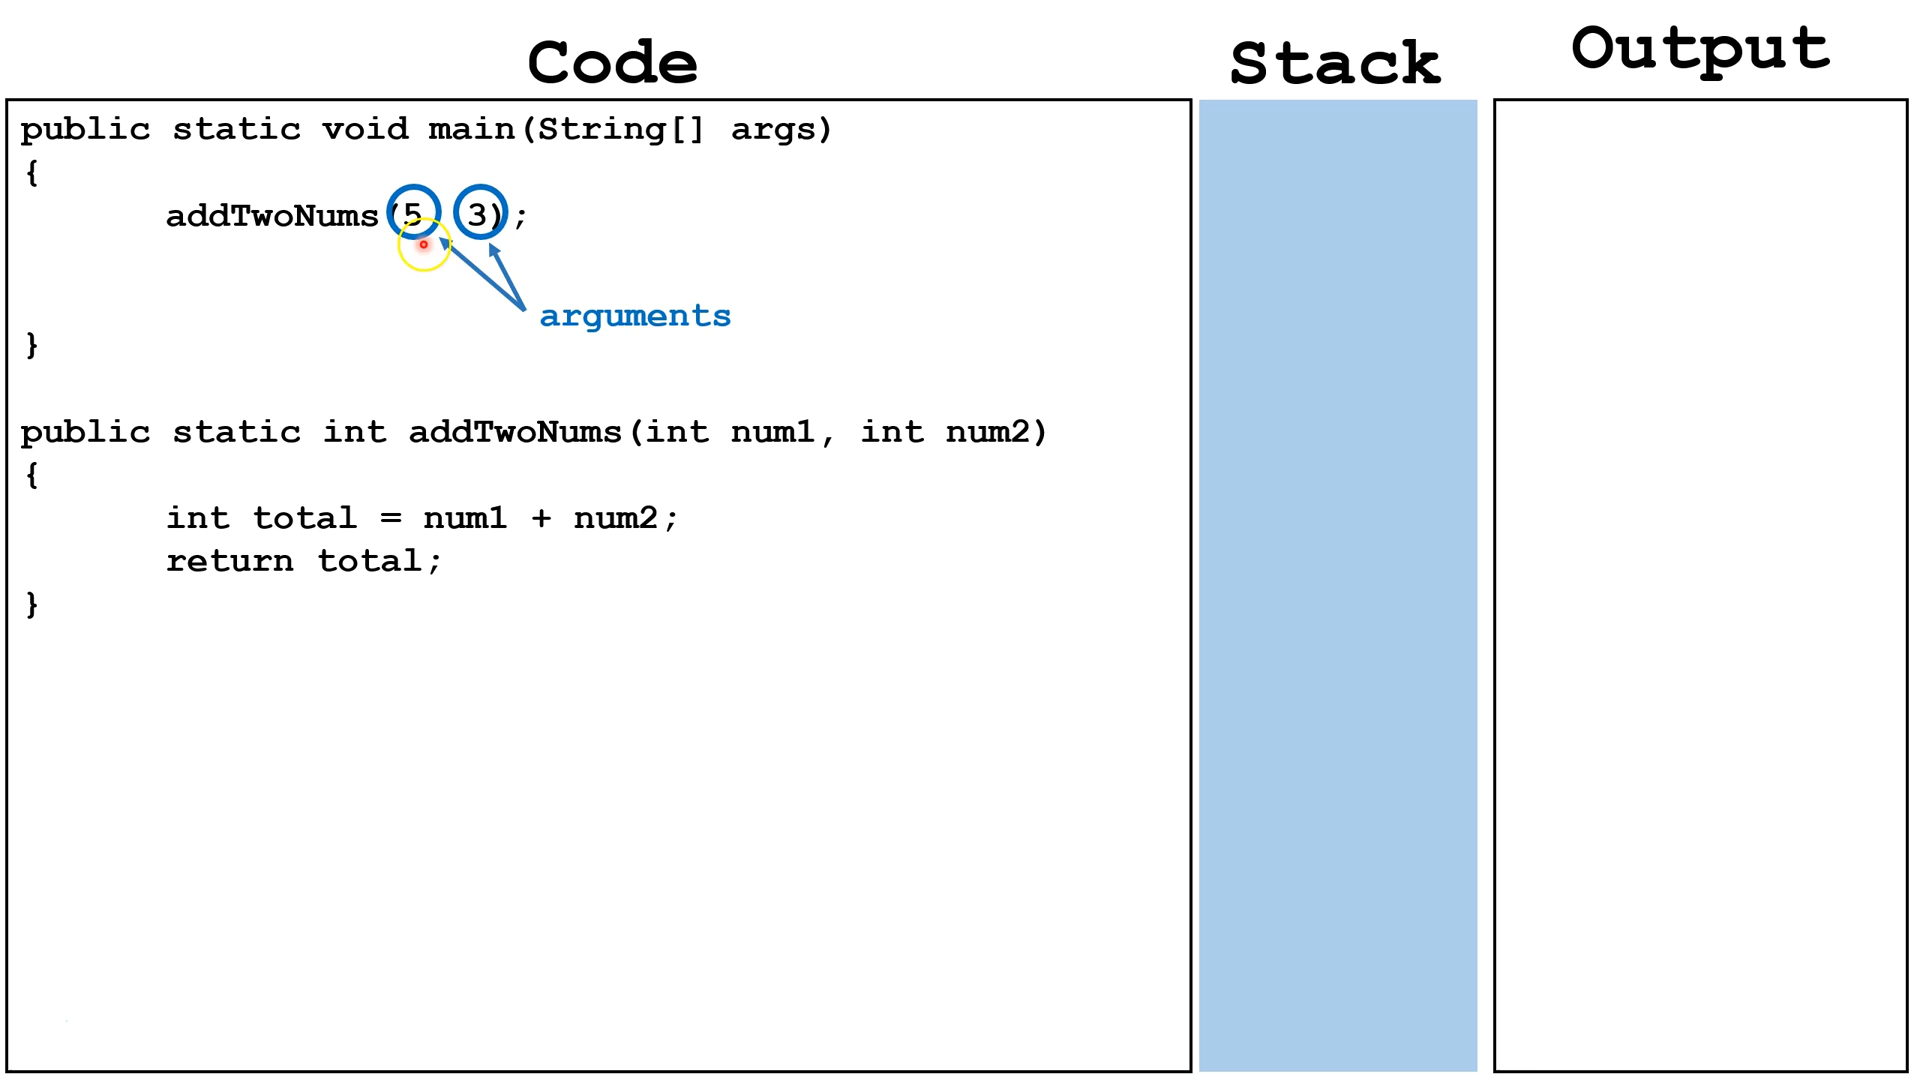 Code
Stack
Output
public static void main(String[] args)
{
addTwoNums(5 3);
arguments
}
public static int addTwoNums(int num1, int num2)
{
int total = num1 + num2;
return total;
}